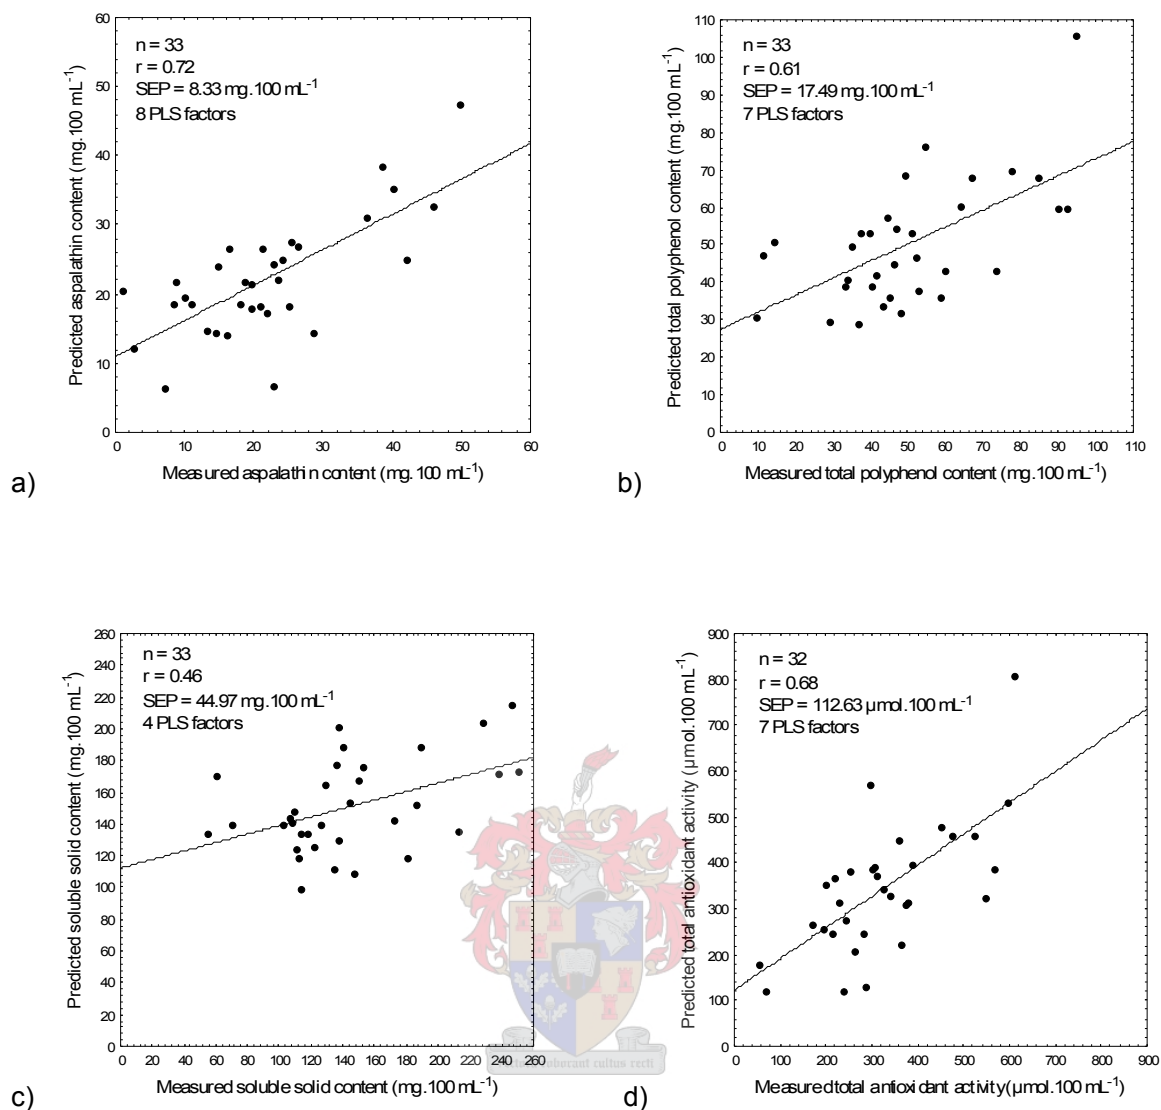 60
50
40
30
20
10
0
Predicted aspalathin content (mg.100 mL⁻¹)
n = 33
r = 0.72
SEP = 8.33 mg.100 mL⁻¹
8 PLS factors
0 10 20 30 40 50 60
Measured aspalathin content (mg.100 mL⁻¹)
a)
110
100
90
80
70
60
50
40
30
20
10
0
Predicted total polyphenol content (mg.100 mL⁻¹)
n = 33
r = 0.61
SEP = 17.49 mg.100 mL⁻¹
7 PLS factors
0 10 20 30 40 50 60 70 80 90 100 110
Measured total polyphenol content (mg.100 mL⁻¹)
b)
260
240
220
200
180
160
140
120
100
80
60
40
20
0
Predicted soluble solid content (mg.100 mL⁻¹)
n = 33
r = 0.46
SEP = 44.97 mg.100 mL⁻¹
4 PLS factors
0 20 40 60 80 100 120 140 160 180 200 220 240 260
Measured soluble solid content (mg.100 mL⁻¹)
c)
900
800
700
600
500
400
300
200
100
0
Predicted total antioxidant activity (µmol.100 mL⁻¹)
n = 32
r = 0.68
SEP = 112.63 µmol.100 mL⁻¹
7 PLS factors
0 100 200 300 400 500 600 700 800 900
Measured total antioxidant activity (µmol.100 mL⁻¹)
d)
roborant cultus recti